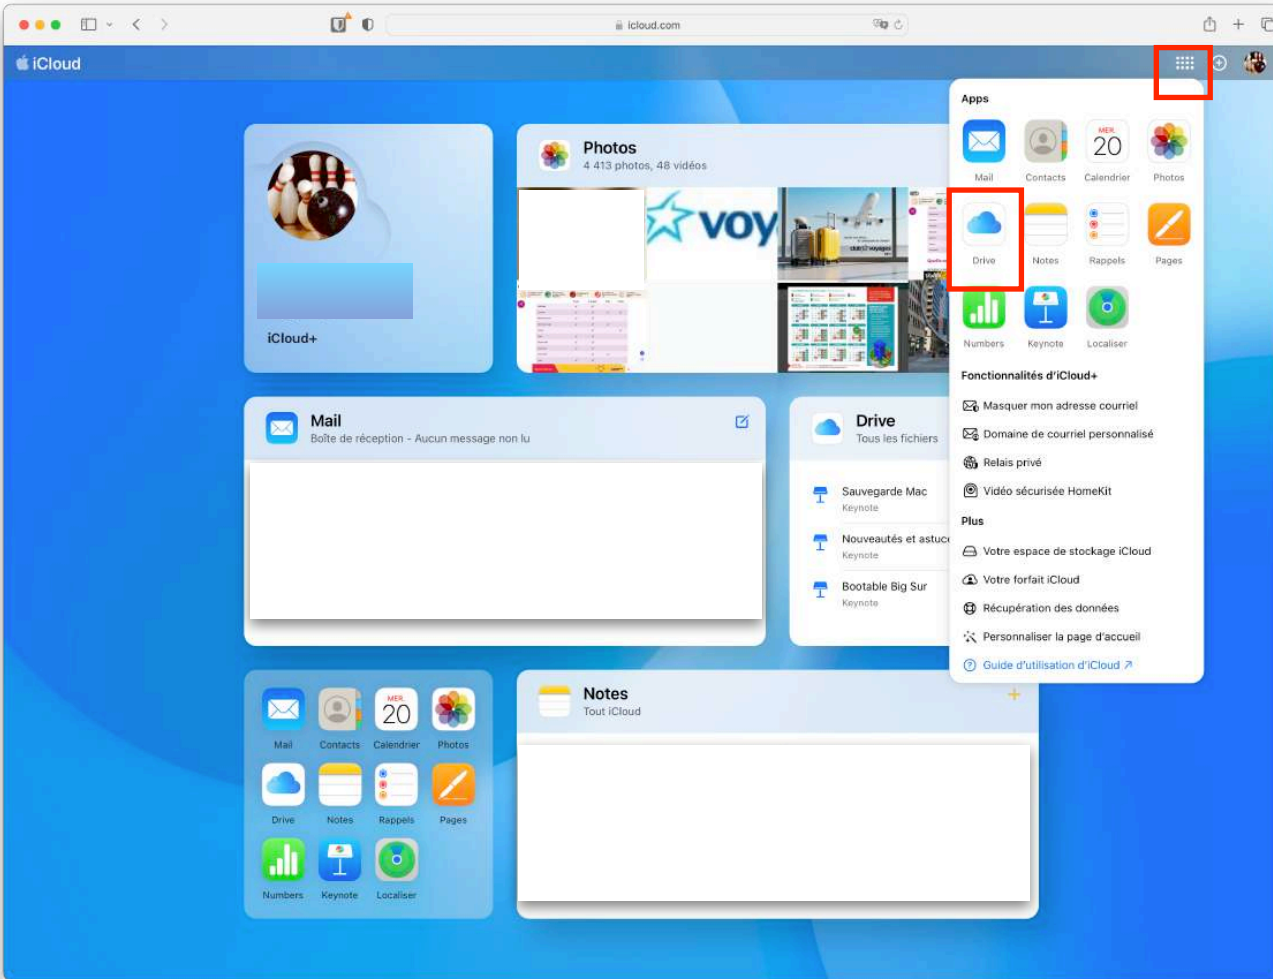 icloud.com
iCloud
Apps
MER.
20
Mail
Contacts
Calendrier
Photos
Drive
Notes
Rappels
Pages
Numbers
Keynote
Localiser
Fonctionnalités d'iCloud+
Masquer mon adresse courriel
Domaine de courriel personnalisé
Relais privé
Vidéo sécurisée HomeKit
Plus
Votre espace de stockage iCloud
Votre forfait iCloud
Récupération des données
Personnaliser la page d'accueil
Guide d'utilisation d'iCloud ↗
iCloud+
Photos
4 413 photos, 48 vidéos
voy
Mail
Boîte de réception - Aucun message non lu
Drive
Tous les fichiers
Sauvegarde Mac
Keynote
Nouveautés et astuce
Keynote
Bootable Big Sur
Keynote
MER.
20
Mail
Contacts
Calendrier
Photos
Drive
Notes
Rappels
Pages
Numbers
Keynote
Localiser
Notes
Tout iCloud